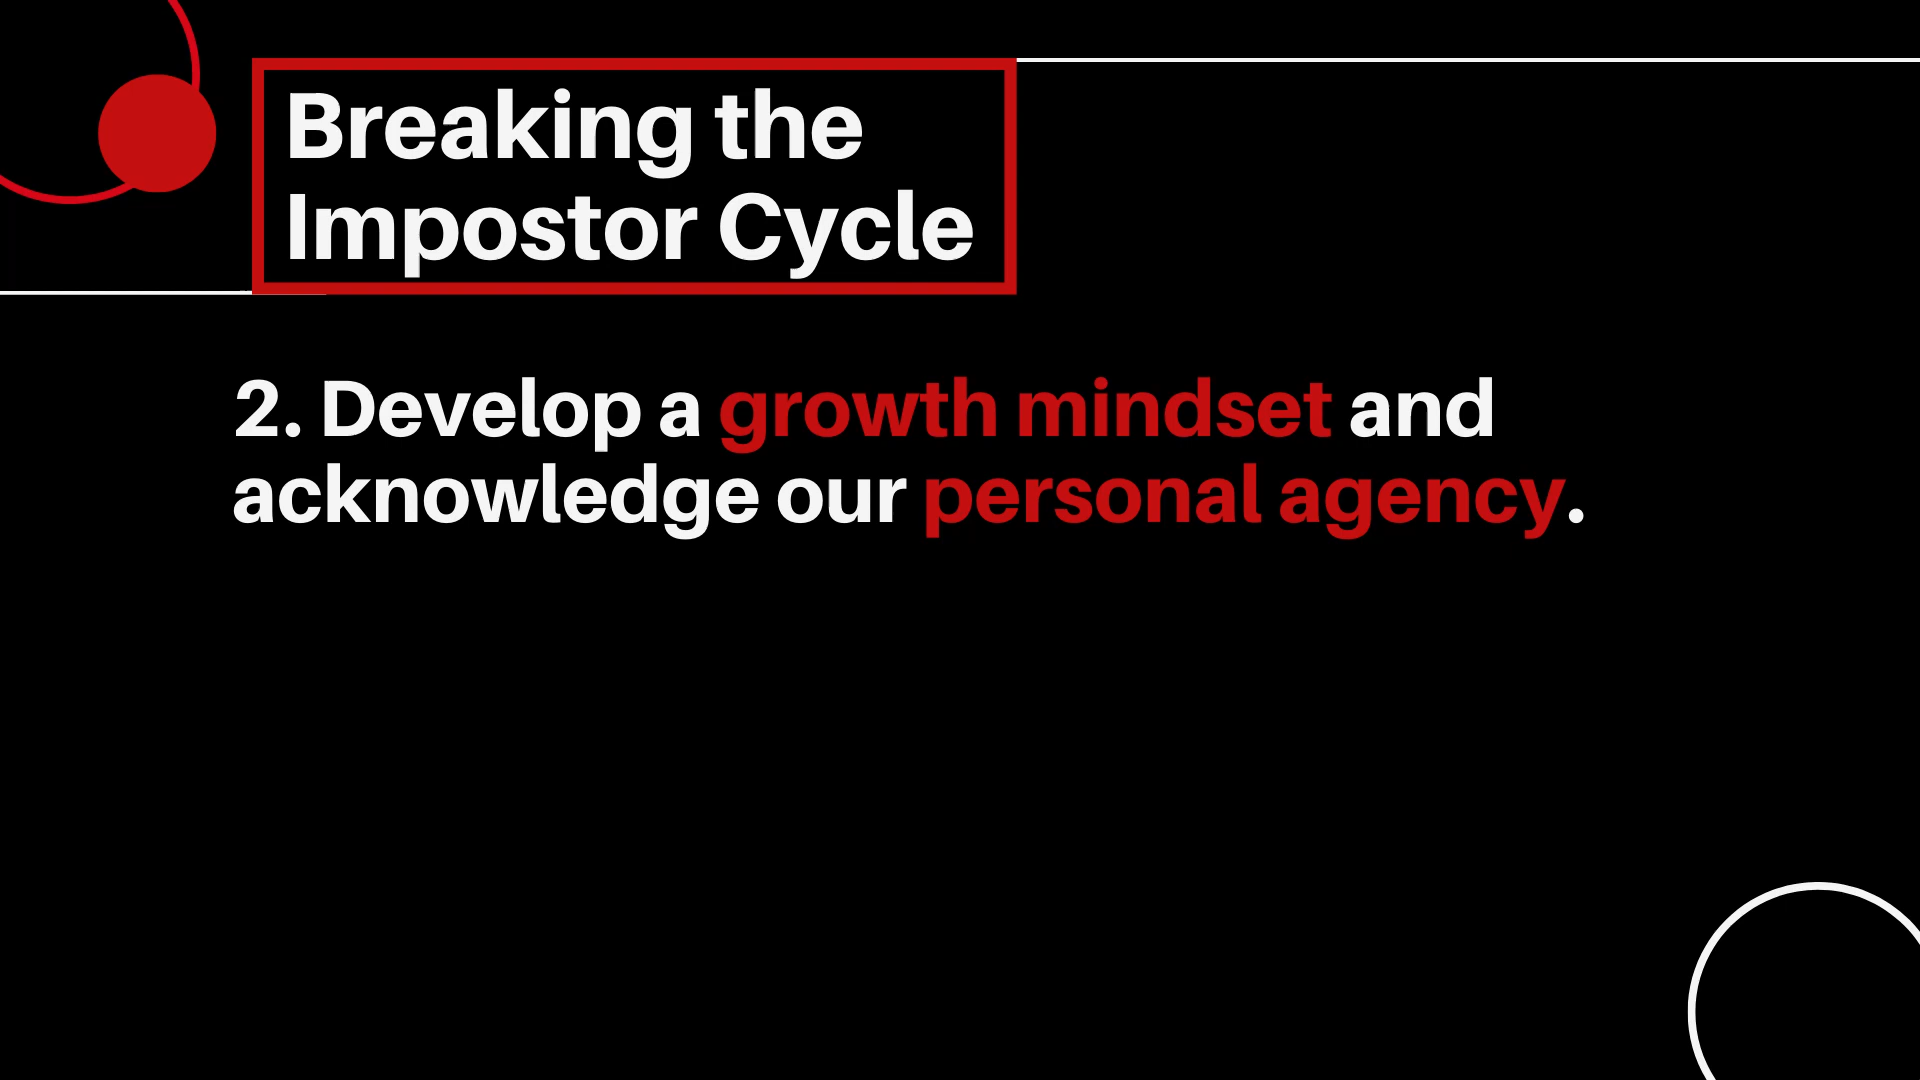 Breaking the
Impostor Cycle
2. Develop a growth mindset and
acknowledge our personal agency.